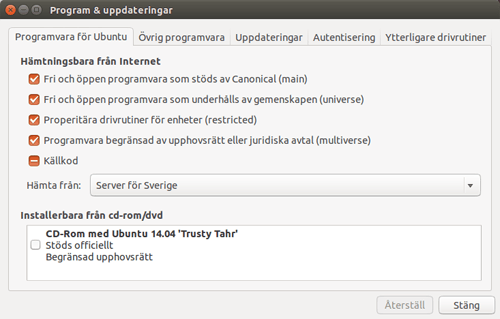 Program & uppdateringar
Programvara för Ubuntu Övrig programvara Uppdateringar Autentisering Ytterligare drivrutiner
Hämtningsbara från Internet
Fri och öppen programvara som stöds av Canonical (main)
Fri och öppen programvara som underhålls av gemenskapen (universe)
Properitära drivrutiner för enheter (restricted)
Programvara begränsad av upphovsrätt eller juridiska avtal (multiverse)
Källkod
Hämta från: Server för Sverige
Installerbara från cd-rom/dvd
CD-Rom med Ubuntu 14.04 'Trusty Tahr'
Stöds officiellt
Begränsad upphovsrätt
Återställ Stäng